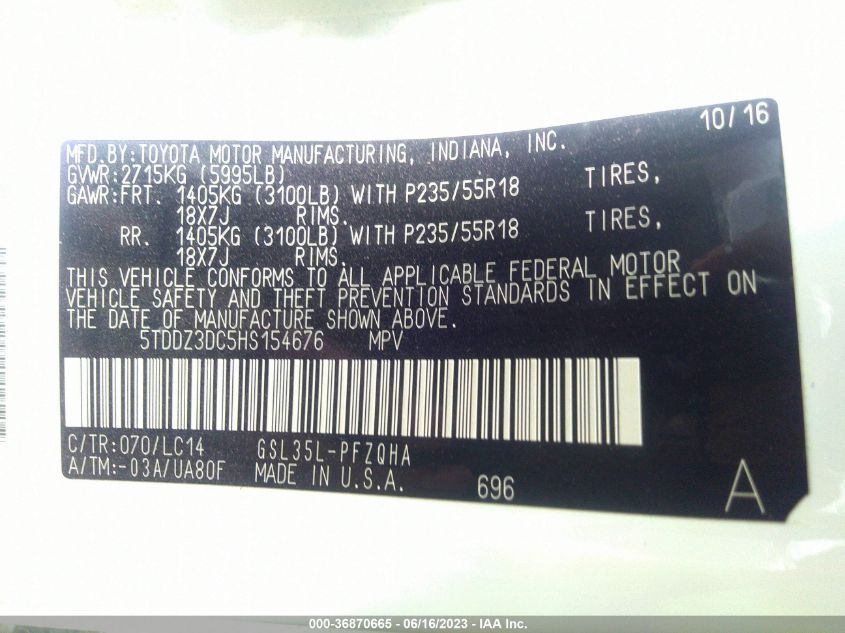 10/16
MFD.BY:TOYOTA MOTOR MANUFACTURING, INDIANA, INC.
GVWR:2715KG (5995LB)
GAWR:FRT. 1405KG (3100LB) WITH P235/55R18 TIRES,
18X7J RIMS.
RR. 1405KG (3100LB) WITH P235/55R18 TIRES,
18X7J RIMS.
THIS VEHICLE CONFORMS TO ALL APPLICABLE FEDERAL MOTOR
VEHICLE SAFETY AND THEFT PREVENTION STANDARDS IN EFFECT ON
THE DATE OF MANUFACTURE SHOWN ABOVE.
5TDDZ3DC5HS154676 MPV
C/TR:070/LC14 GSL35L-PFZQHA
A/TM:-03A/UA80F MADE IN U.S.A. 696 A
000-36870665 - 06/16/2023 - IAA Inc.